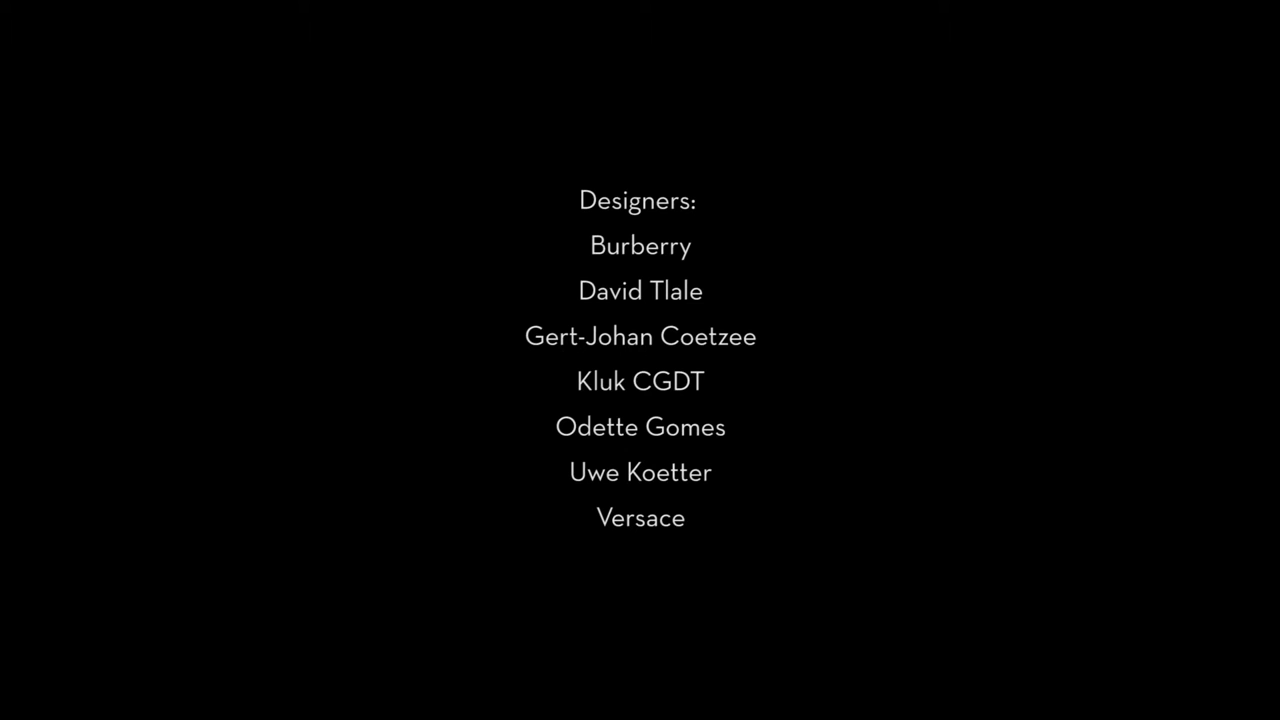 Designers:
Burberry
David Tlale
Gert-Johan Coetzee
Kluk CGDT
Odette Gomes
Uwe Koetter
Versace